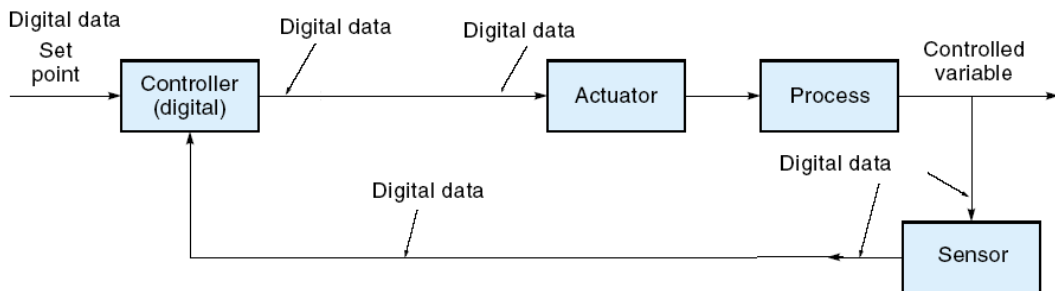 Digital data
Set
point
Controller
(digital)
Digital data
Digital data
Actuator
Process
Controlled
variable
Digital data
Digital data
Sensor